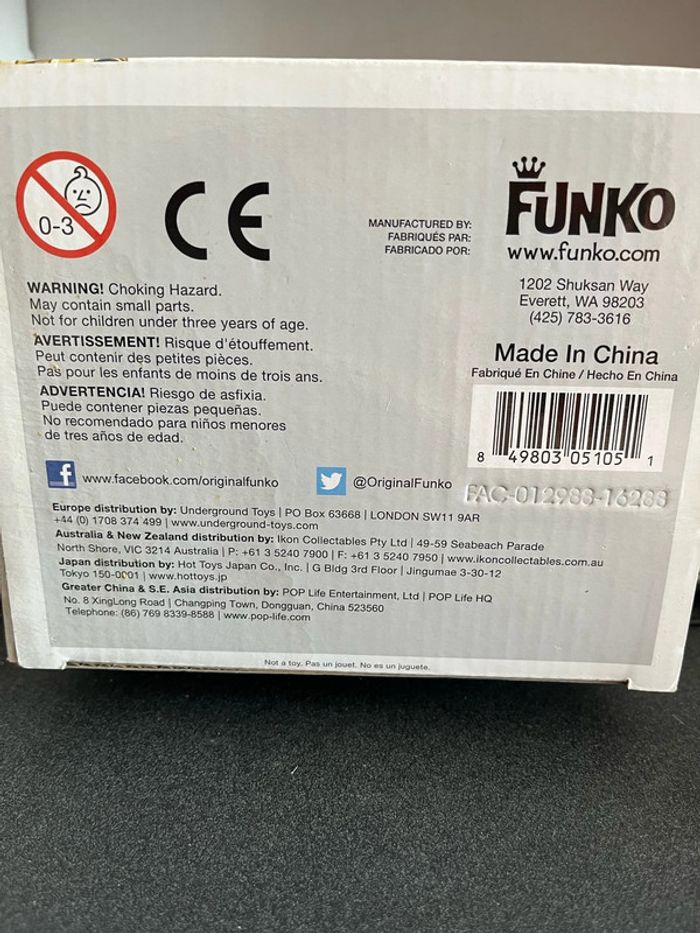 0-3
CE
MANUFACTURED BY:
FABRIQUÉS PAR:
FABRICADO POR:
FUNKO
www.funko.com
1202 Shuksan Way
Everett, WA 98203
(425) 783-3616
Made In China
Fabriqué En Chine / Hecho En China
8 49803 05105 1
FAC-012988-16288
WARNING! Choking Hazard.
May contain small parts.
Not for children under three years of age.
AVERTISSEMENT! Risque d'étouffement.
Peut contenir des petites pièces.
Pas pour les enfants de moins de trois ans.
ADVERTENCIA! Riesgo de asfixia.
Puede contener piezas pequeñas.
No recomendado para niños menores
de tres años de edad.
f www.facebook.com/originalfunko
@OriginalFunko
Europe distribution by: Underground Toys | PO Box 63668 | LONDON SW11 9AR
+44 (0) 1708 374 499 | www.underground-toys.com
Australia & New Zealand distribution by: Ikon Collectables Pty Ltd | 49-59 Seabeach Parade
North Shore, VIC 3214 Australia | P: +61 3 5240 7900 | F: +61 3 5240 7950 | www.ikoncollectables.com.au
Japan distribution by: Hot Toys Japan Co., Inc. | G Bldg 3rd Floor | Jingumae 3-30-12
Tokyo 150-0001 | www.hottoys.jp
Greater China & S.E. Asia distribution by: POP Life Entertainment, Ltd | POP Life HQ
No. 8 XingLong Road | Changping Town, Dongguan, China 523560
Telephone: (86) 769 8339-8588 | www.pop-life.com
Not a toy. Pas un jouet. No es un juguete.